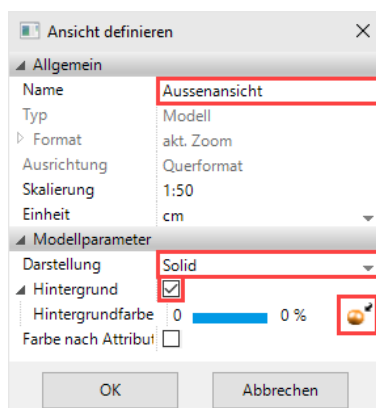 Ansicht definieren
Allgemein
Name Aussenansicht
Typ Modell
Format akt. Zoom
Ausrichtung Querformat
Skalierung 1:50
Einheit cm
Modellparameter
Darstellung Solid
Hintergrund
Hintergrundfarbe 0 0 %
Farbe nach Attribut
OK Abbrechen